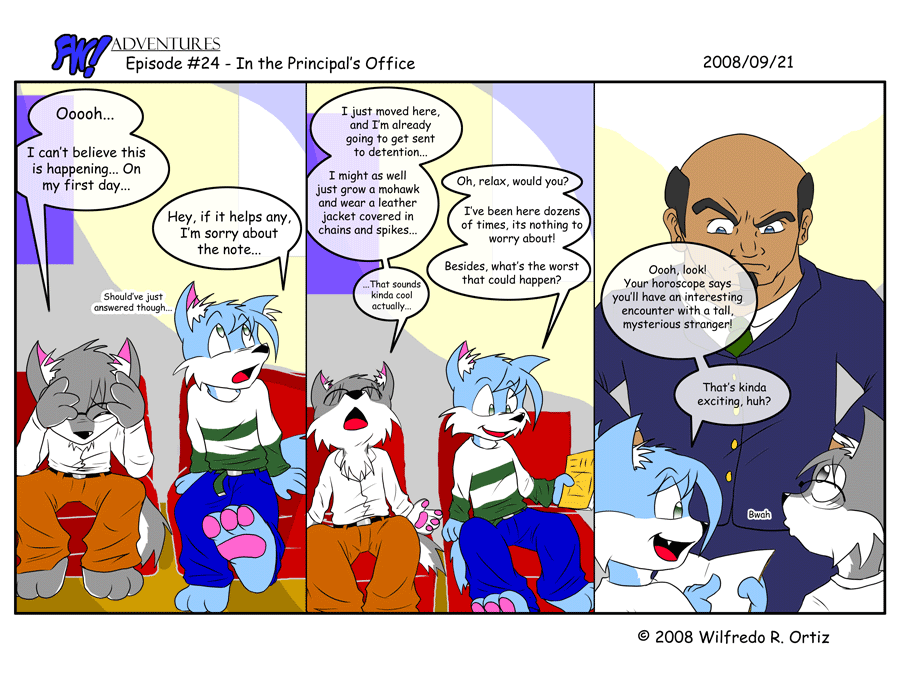 FW! ADVENTURES
Episode #24 - In the Principal's Office
2008/09/21
Ooooh...
I can't believe this
is happening... On
my first day...
Hey, if it helps any,
I'm sorry about
the note...
Should've just
answered though...
I just moved here,
and I'm already
going to get sent
to detention...
I might as well
just grow a mohawk
and wear a leather
jacket covered in
chains and spikes...
...That sounds
kinda cool
actually...
Oh, relax, would you?
I've been here dozens
of times, its nothing to
worry about!
Besides, what's the worst
that could happen?
Oooh, look!
Your horoscope says
you'll have an interesting
encounter with a tall,
mysterious stranger!
That's kinda
exciting, huh?
Bwah
© 2008 Wilfredo R. Ortiz